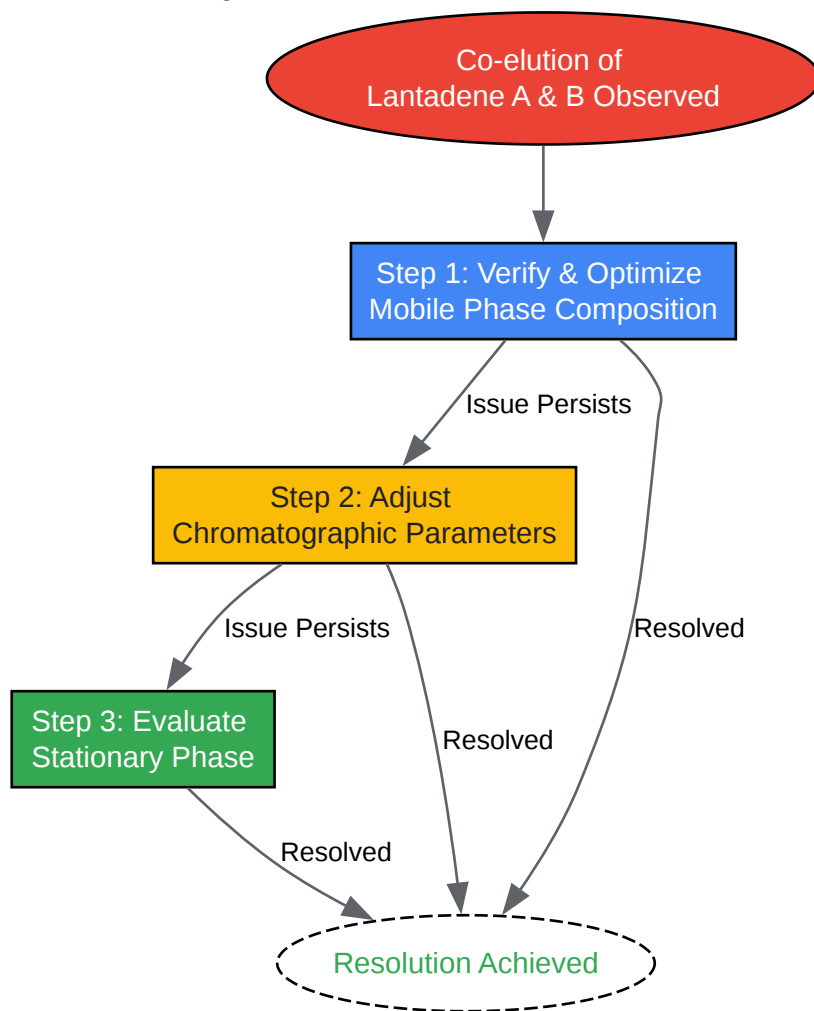 Co-elution of
Lantadene A & B Observed
Step 1: Verify & Optimize
Mobile Phase Composition
Issue Persists
Step 2: Adjust
Chromatographic Parameters
Issue Persists
Resolved
Step 3: Evaluate
Stationary Phase
Resolved
Resolved
Resolution Achieved